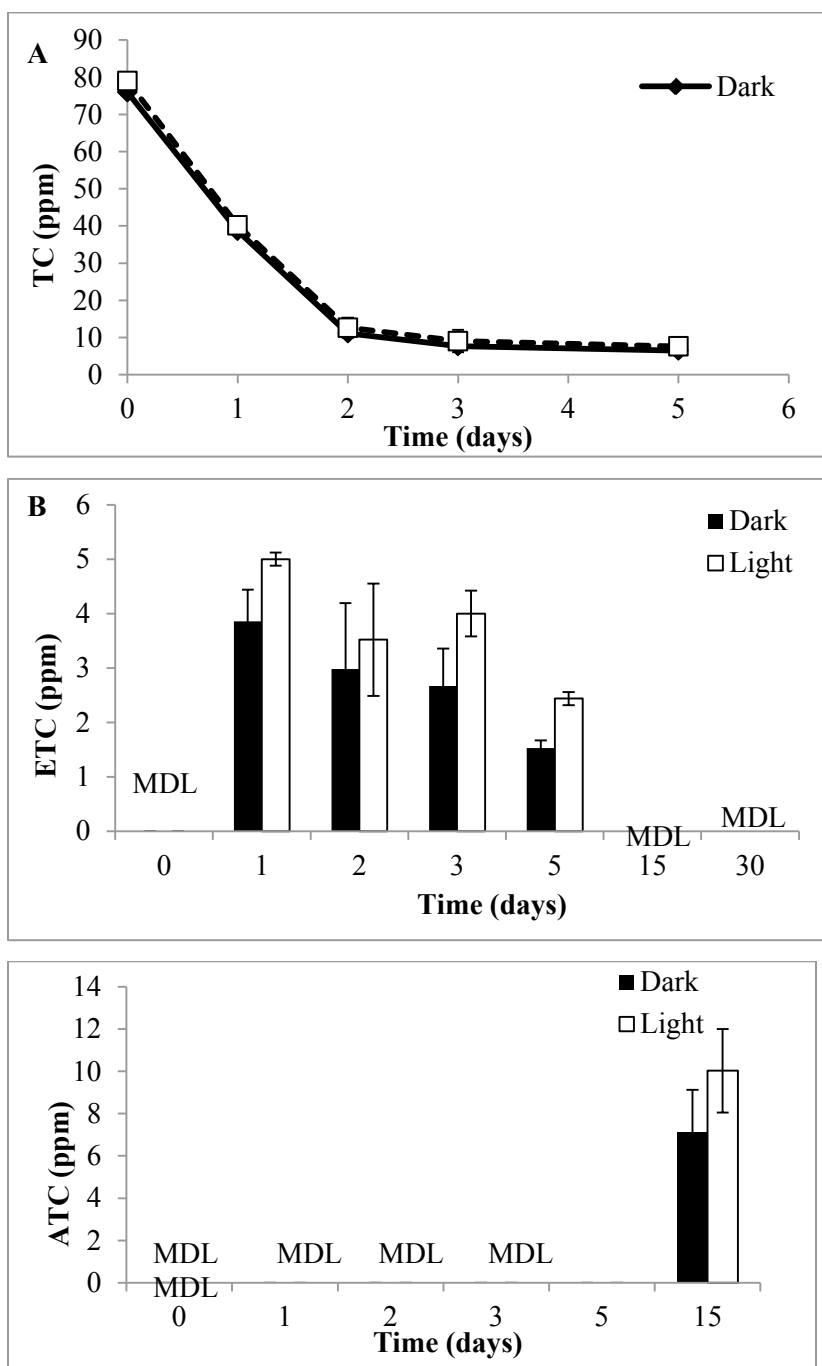 A
90
80
70
60
50
40
30
20
10
0
TC (ppm)
Dark
0 1 2 3 4 5 6
Time (days)
B
6
5
4
3
2
1
0
ETC (ppm)
Dark
Light
MDL
MDL
MDL
0 1 2 3 5 15 30
Time (days)
14
12
10
8
6
4
2
0
ATC (ppm)
Dark
Light
MDL MDL MDL MDL
MDL
0 1 2 3 5 15
Time (days)